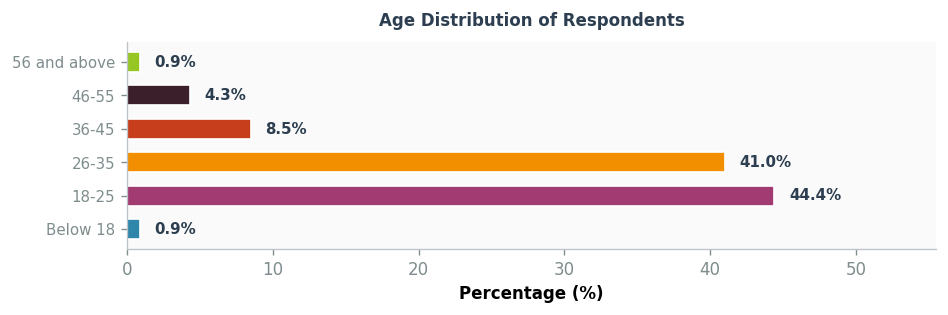 Age Distribution of Respondents
56 and above 0.9%
46-55 4.3%
36-45 8.5%
26-35 41.0%
18-25 44.4%
Below 18 0.9%
0 10 20 30 40 50
Percentage (%)